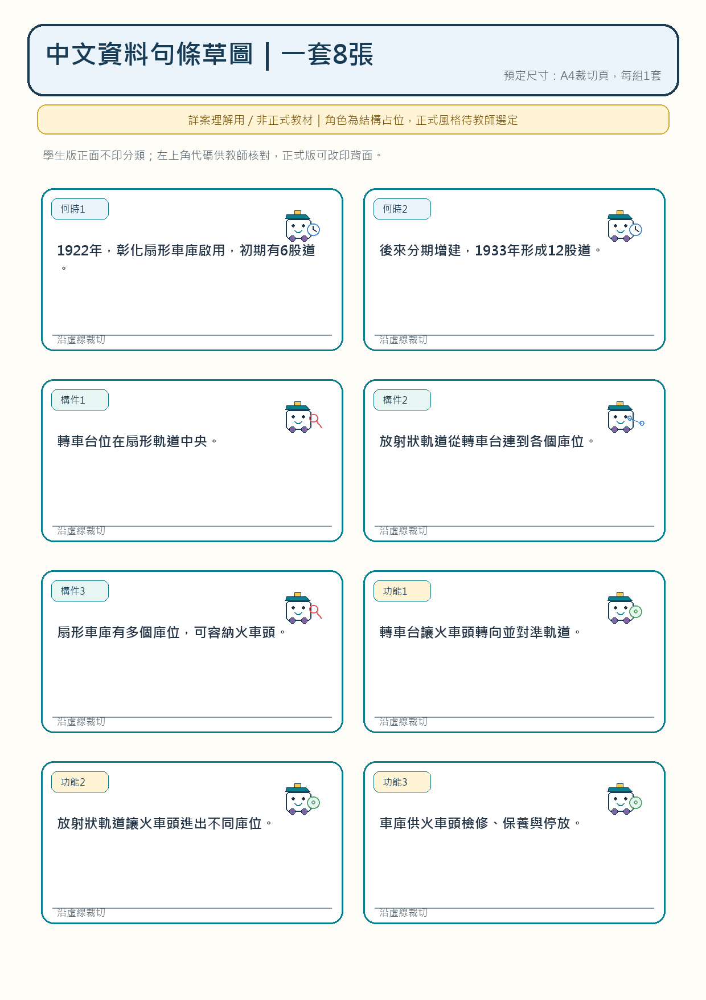 中文資料句條草圖｜一套8張
預定尺寸：A4裁切頁，每組1套
詳案理解用 / 非正式教材｜角色為結構占位，正式風格待教師選定
學生版正面不印分類；左上角代碼供教師核對，正式版可改印背面。
何時1
1922年，彰化扇形車庫啟用，初期有6股道
。
沿虛線裁切
何時2
後來分期增建，1933年形成12股道。
沿虛線裁切
構件1
轉車台位在扇形軌道中央。
沿虛線裁切
構件2
放射狀軌道從轉車台連到各個庫位。
沿虛線裁切
構件3
扇形車庫有多個庫位，可容納火車頭。
沿虛線裁切
功能1
轉車台讓火車頭轉向並對準軌道。
沿虛線裁切
功能2
放射狀軌道讓火車頭進出不同庫位。
沿虛線裁切
功能3
車庫供火車頭檢修、保養與停放。
沿虛線裁切